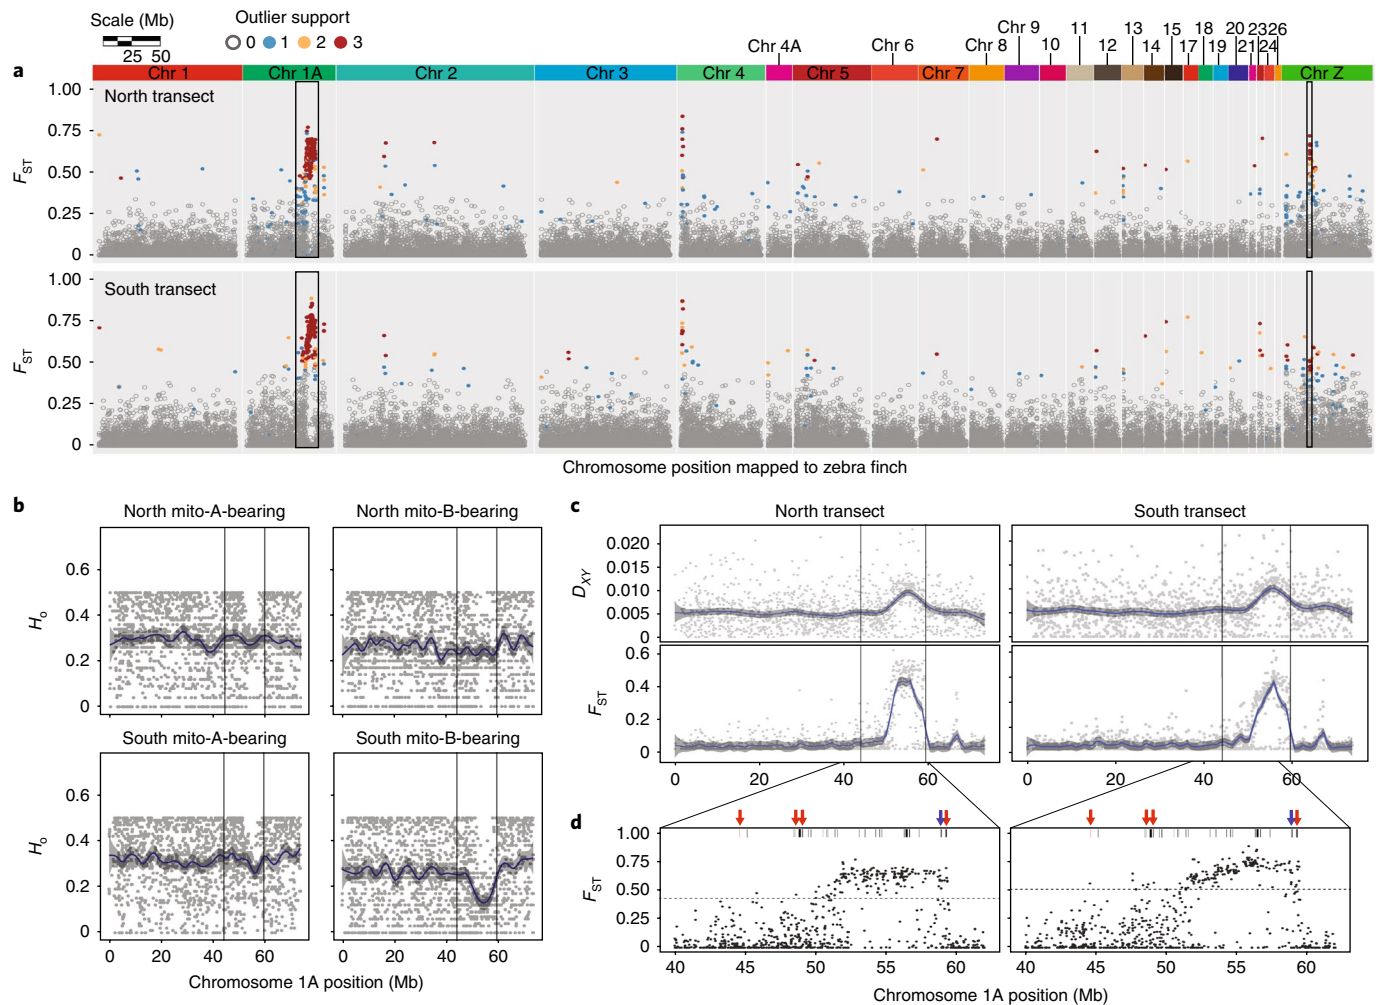 Scale (Mb)
25 50
Outlier support
0 1 2 3
Chr 4A Chr 6 Chr 8 Chr 9 10 11 12 13 14 15 17 18 19 20 21 23 24 26
a
Chr 1 Chr 1A Chr 2 Chr 3 Chr 4 Chr 5 Chr 7 Chr Z
North transect
1.00
0.75
0.50
0.25
0
FST
South transect
1.00
0.75
0.50
0.25
0
FST
Chromosome position mapped to zebra finch
b
North mito-A-bearing North mito-B-bearing
0.6
0.4
0.2
0
Ho
South mito-A-bearing South mito-B-bearing
0.6
0.4
0.2
0
Ho
0 20 40 60 0 20 40 60
Chromosome 1A position (Mb)
c
North transect South transect
0.020
0.015
0.010
0.005
0
DXY
0.6
0.4
0.2
0
FST
0 20 40 60 0 20 40 60
d
1.00
0.75
0.50
0.25
0
FST
40 45 50 55 60 40 45 50 55 60
Chromosome 1A position (Mb)